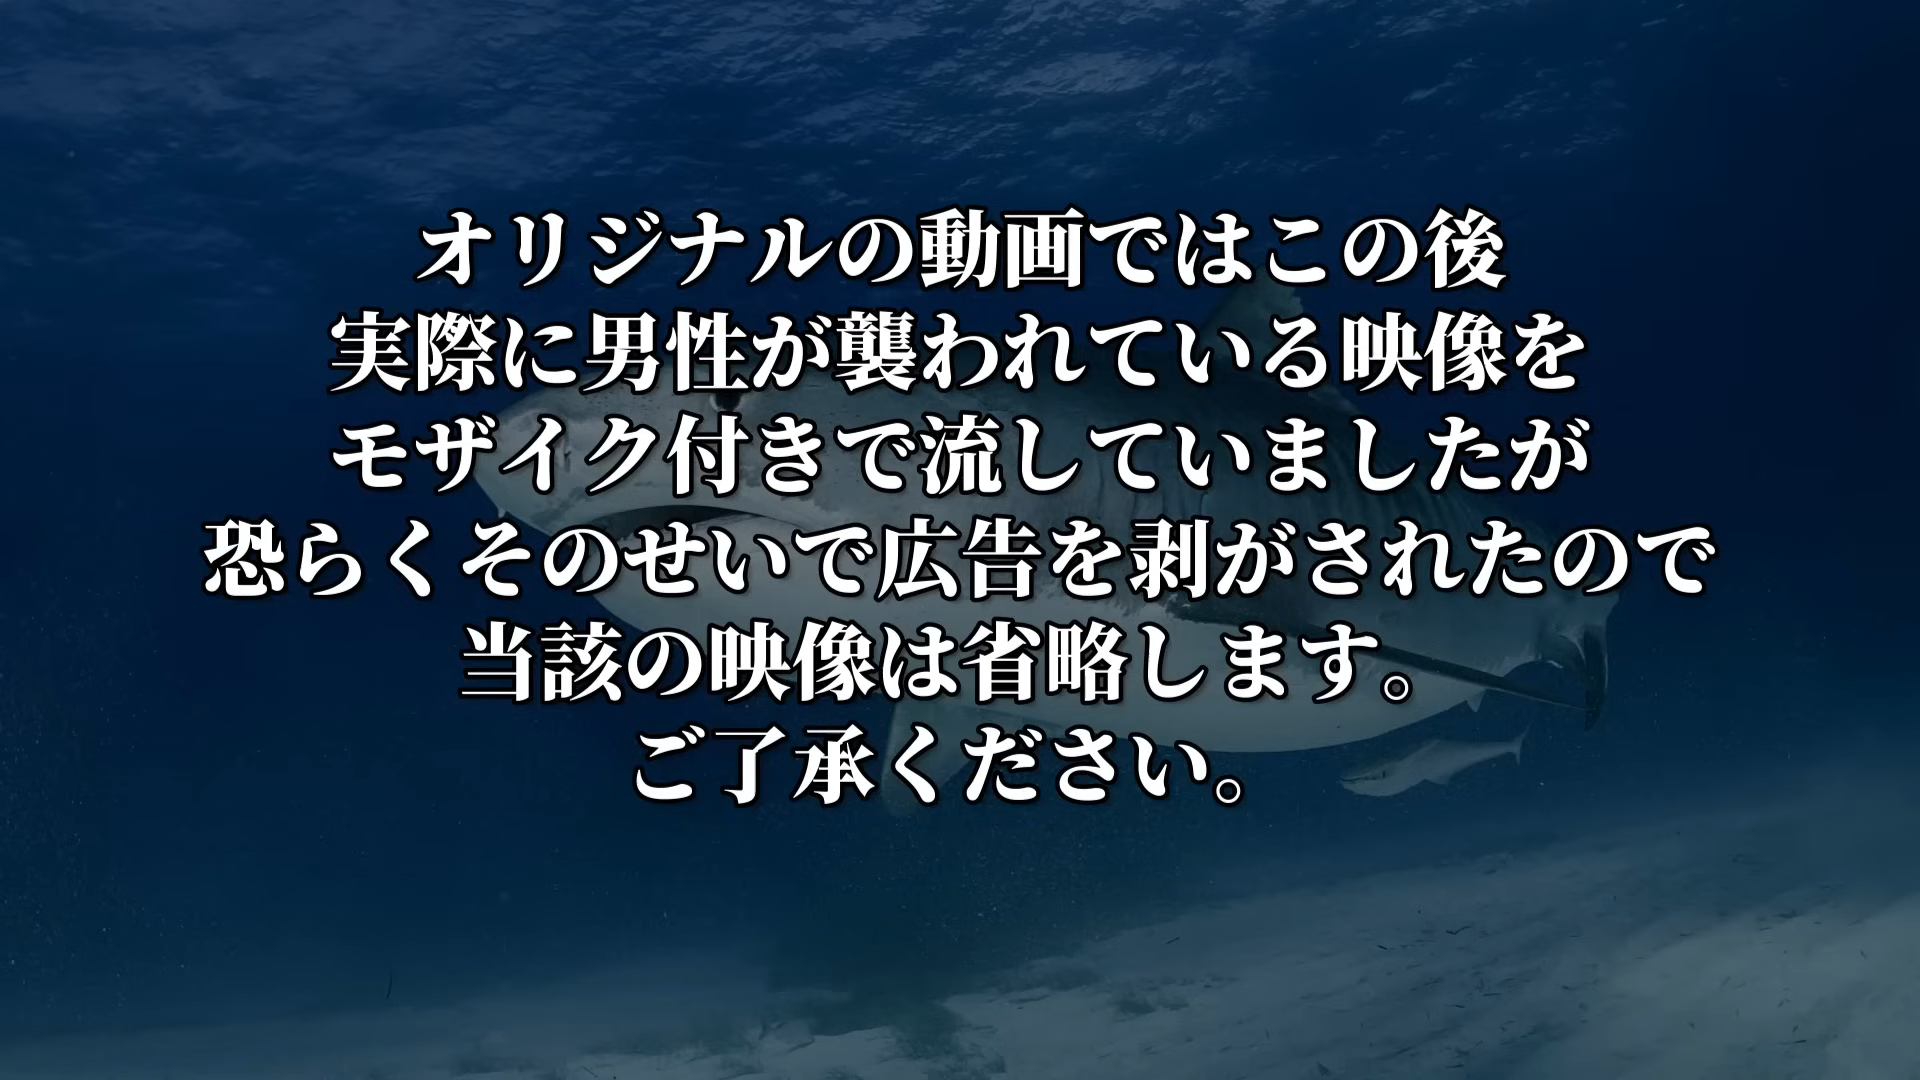 オリジナルの動画ではこの後
実際に男性が襲われている映像を
モザイク付きで流していましたが
恐らくそのせいで広告を剥がされたので
当該の映像は省略します。
ご了承ください。